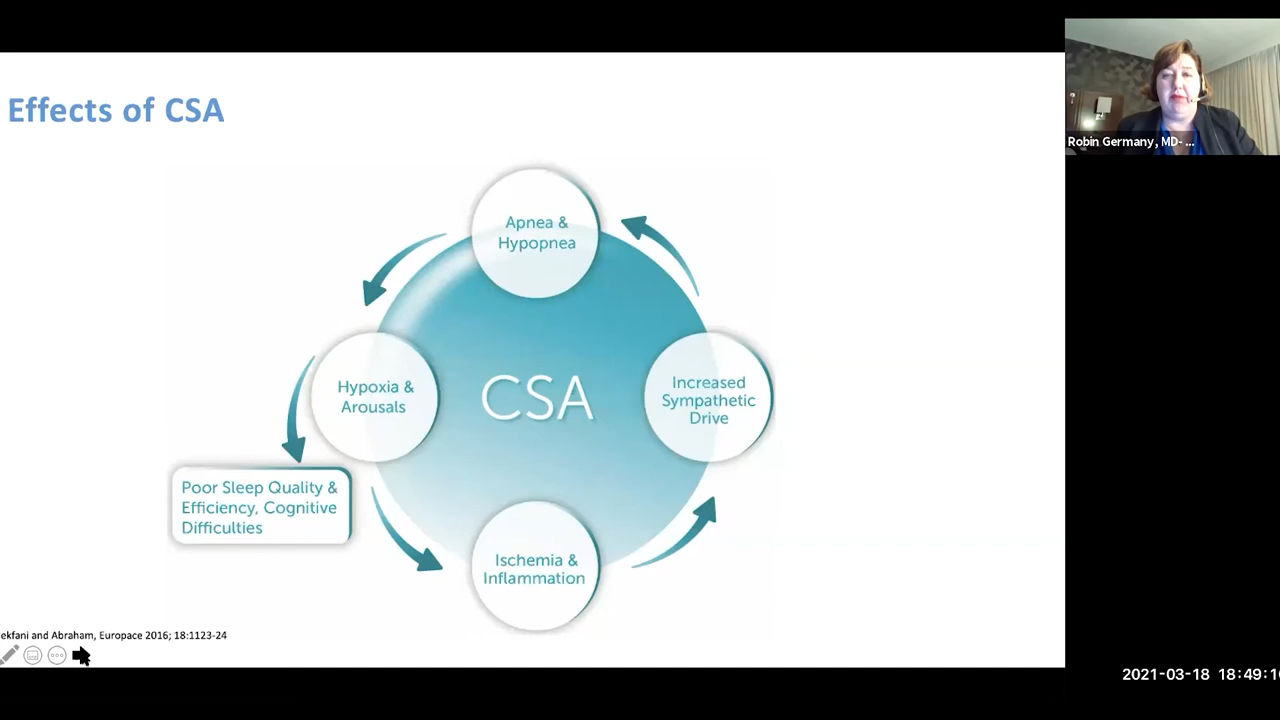 Effects of CSA
Robin Germany, MD- ...
Apnea &
Hypopnea
Hypoxia &
Arousals
CSA
Increased
Sympathetic
Drive
Poor Sleep Quality &
Efficiency, Cognitive
Difficulties
Ischemia &
Inflammation
ekfani and Abraham, Europace 2016; 18:1123-24
2021-03-18 18:49:1